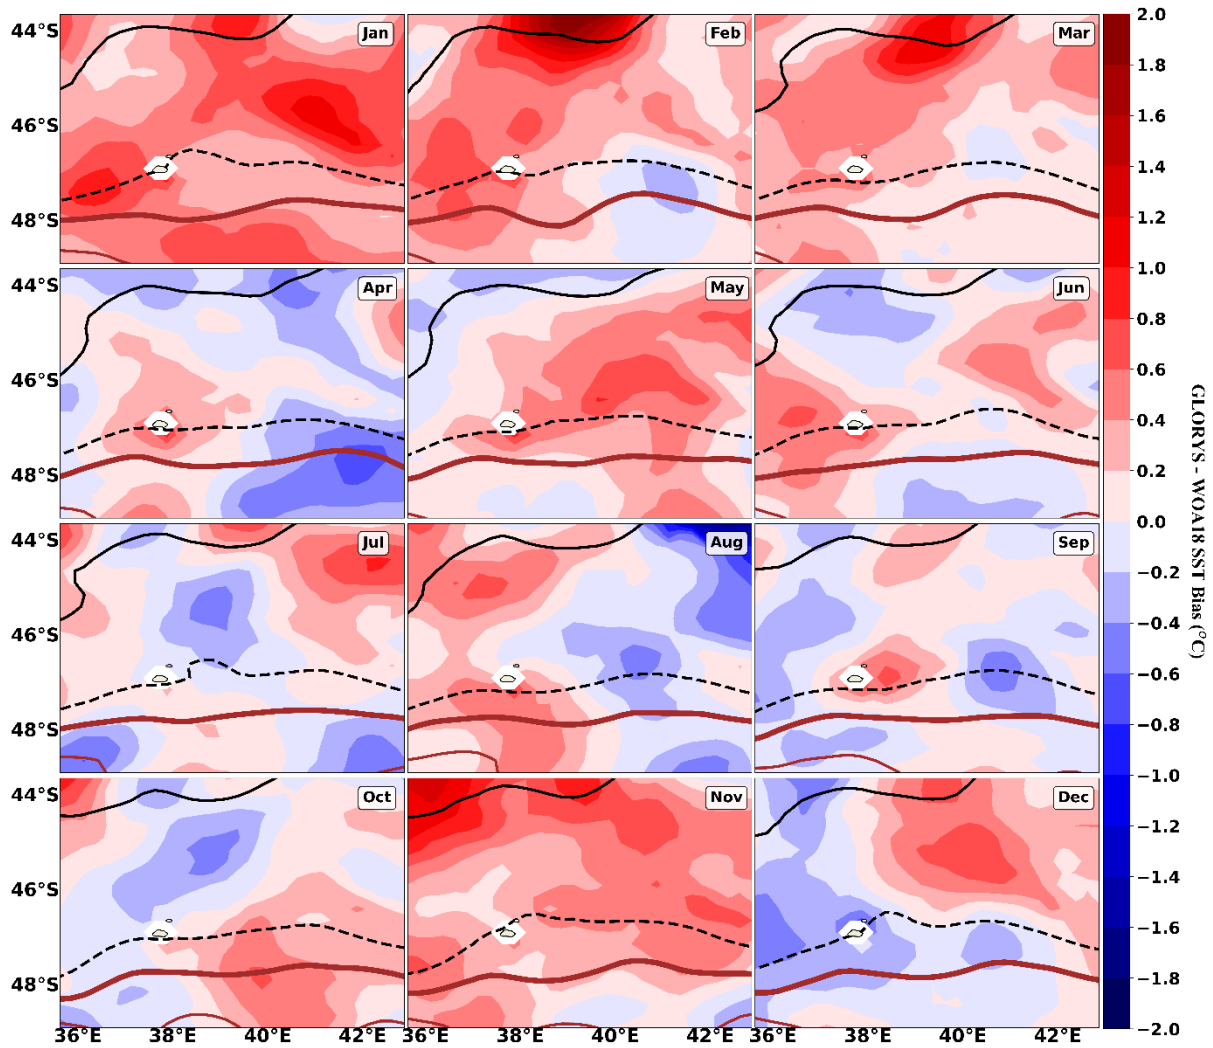 44°S
46°S
48°S
Jan
Feb
Mar
44°S
46°S
48°S
Apr
May
Jun
44°S
46°S
48°S
Jul
Aug
Sep
44°S
46°S
48°S
Oct
Nov
Dec
36°E 38°E 40°E 42°E
36°E 38°E 40°E 42°E
36°E 38°E 40°E 42°E
2.0
1.8
1.6
1.4
1.2
1.0
0.8
0.6
0.4
0.2
0.0
−0.2
−0.4
−0.6
−0.8
−1.0
−1.2
−1.4
−1.6
−1.8
−2.0
GLORYS - WOA18 SST Bias (°C)